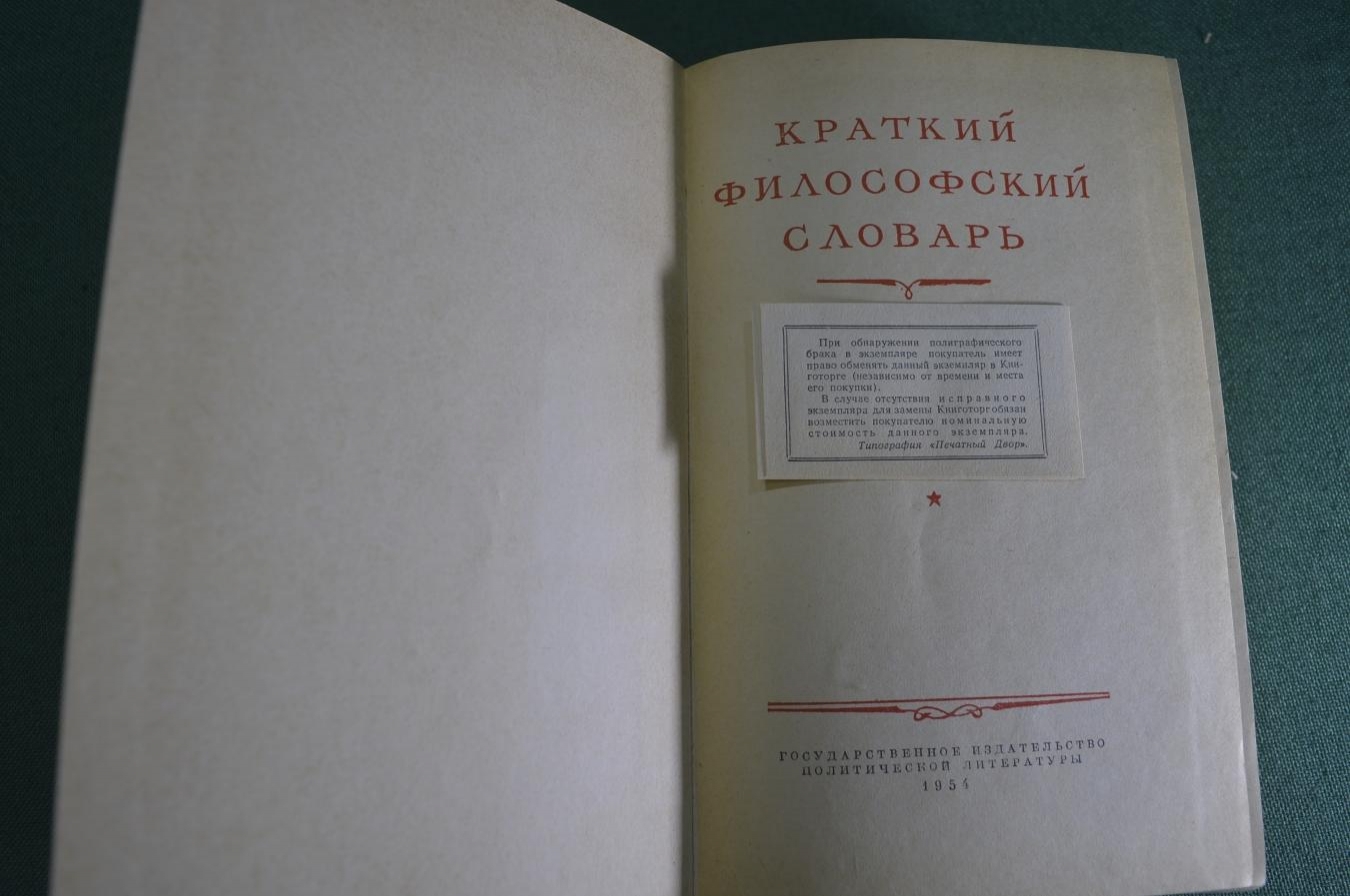 КРАТКИЙ
ФИЛОСОФСКИЙ
СЛОВАРЬ
При обнаружении полиграфического
брака в экземпляре покупатель имеет
право обменять данный экземпляр в Кни-
готорге (независимо от времени и места
его покупки).
В случае отсутствия исправного
экземпляра для замены Книготорг обязан
возместить покупателю номинальную
стоимость данного экземпляра.
Типография «Печатный Двор».
ГОСУДАРСТВЕННОЕ ИЗДАТЕЛЬСТВО
ПОЛИТИЧЕСКОЙ ЛИТЕРАТУРЫ
1954